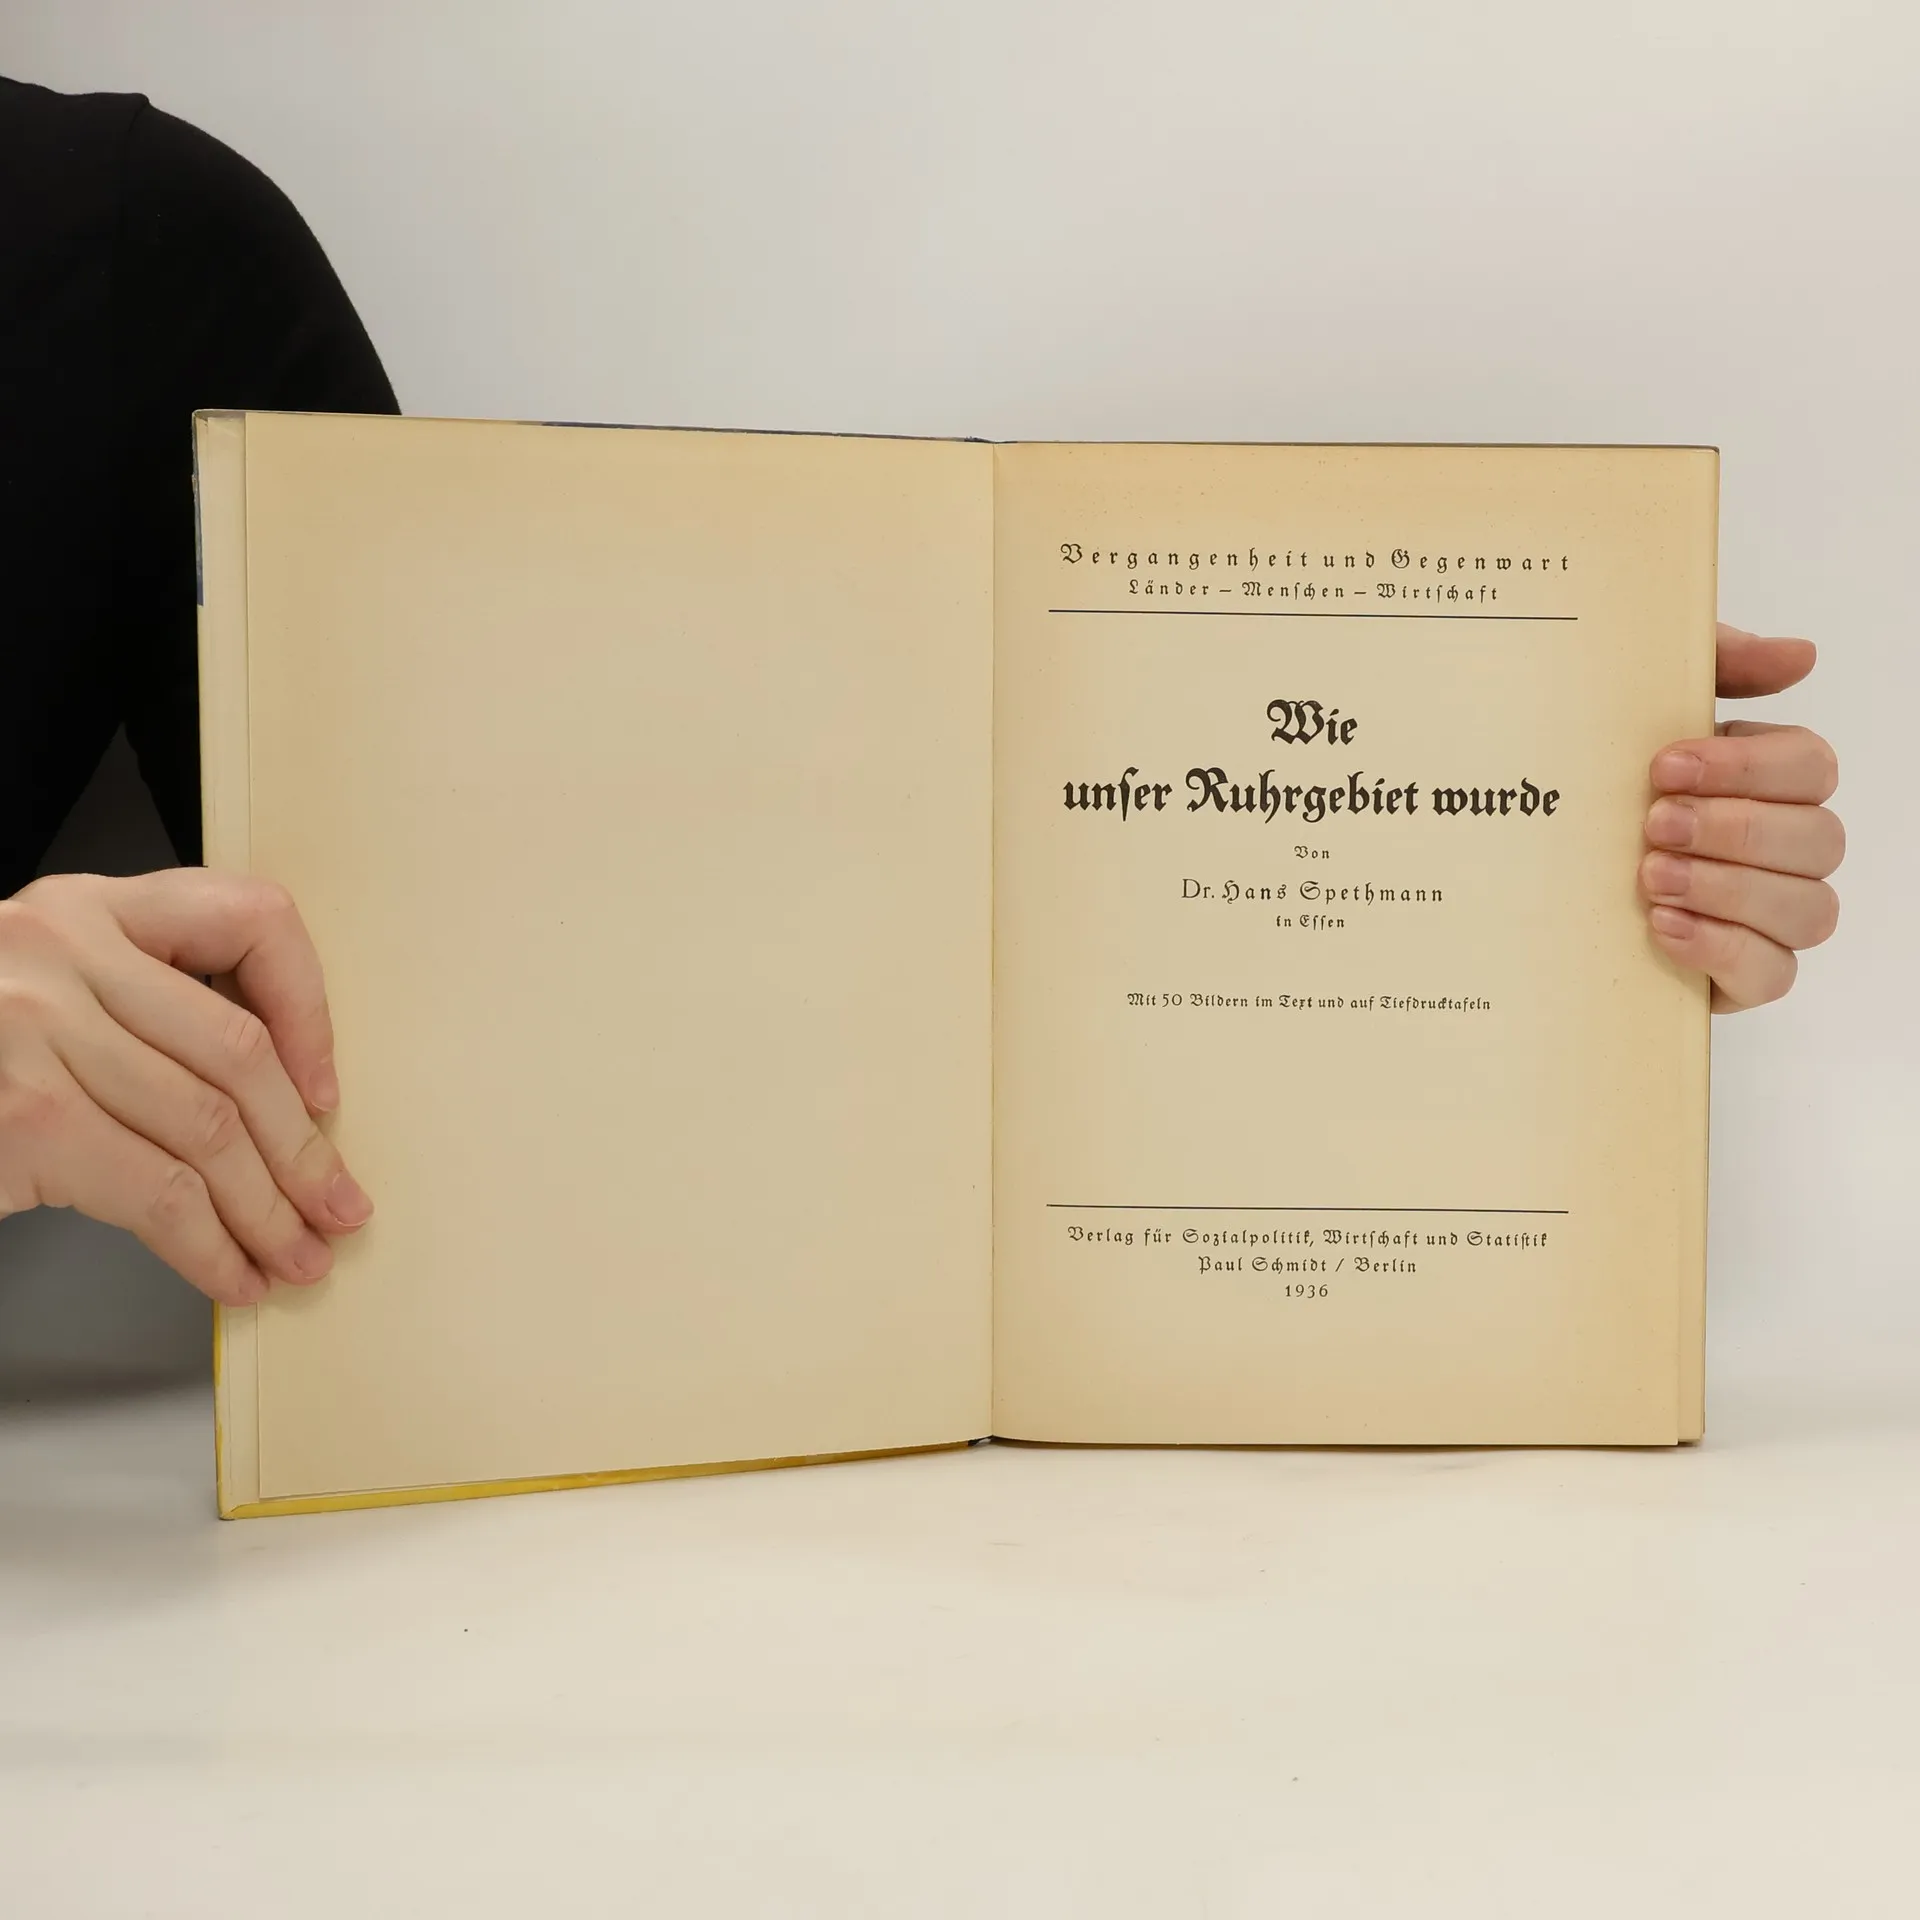 Vergangenheit und Gegenwart
Länder – Menſchen – Wirtſchaft
Wie
unſer Ruhrgebiet wurde
Von
Dr. Hans Spethmann
in Eſſen
Mit 50 Bildern im Text und auf Tiefdrucktafeln
Verlag für Sozialpolitik, Wirtſchaft und Statiſtik
Paul Schmidt / Berlin
1936